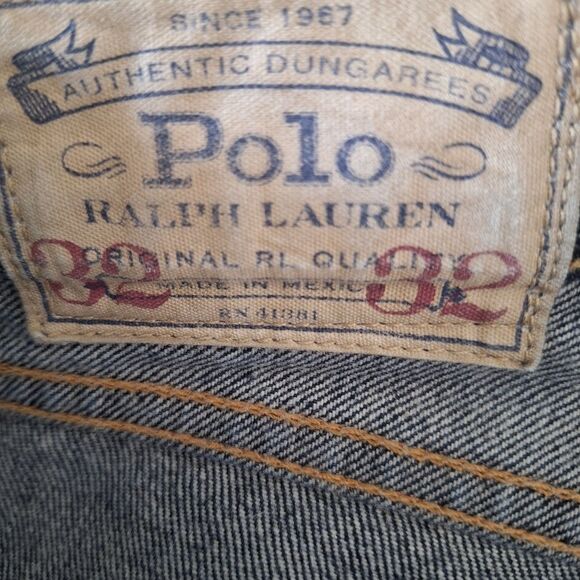 SINCE 1967
AUTHENTIC DUNGAREES
Polo
RALPH LAUREN
ORIGINAL RL QUALITY
32 32
MADE IN MEXICO
RN 41381